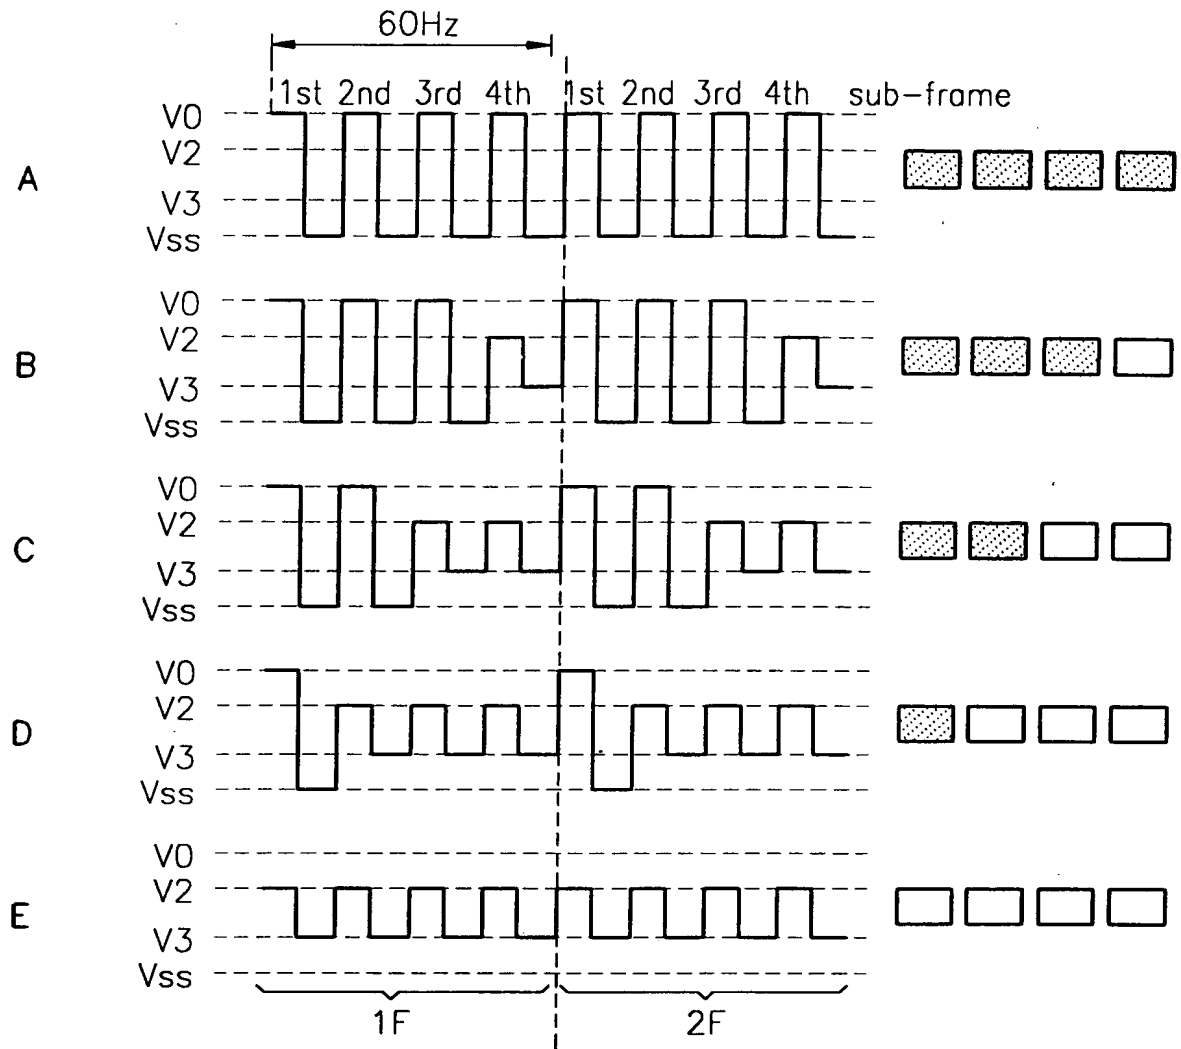 60Hz
1st 2nd 3rd 4th 1st 2nd 3rd 4th sub-frame
V0
V2
A
V3
Vss
V0
V2
B
V3
Vss
V0
V2
C
V3
Vss
V0
V2
D
V3
Vss
V0
V2
E
V3
Vss
1F 2F